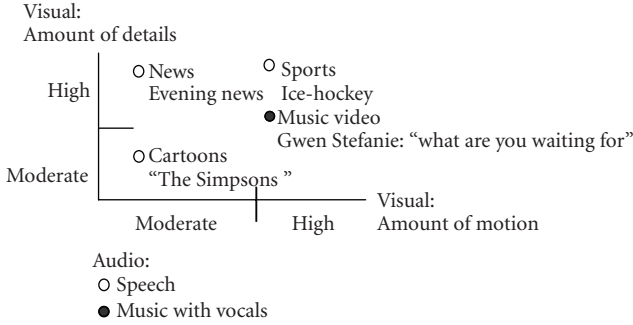 Visual:
Amount of details
High
News
Evening news
Sports
Ice-hockey
Music video
Gwen Stefanie: “what are you waiting for”
Moderate
Cartoons
“The Simpsons ”
Moderate
High
Visual:
Amount of motion
Audio:
Speech
Music with vocals